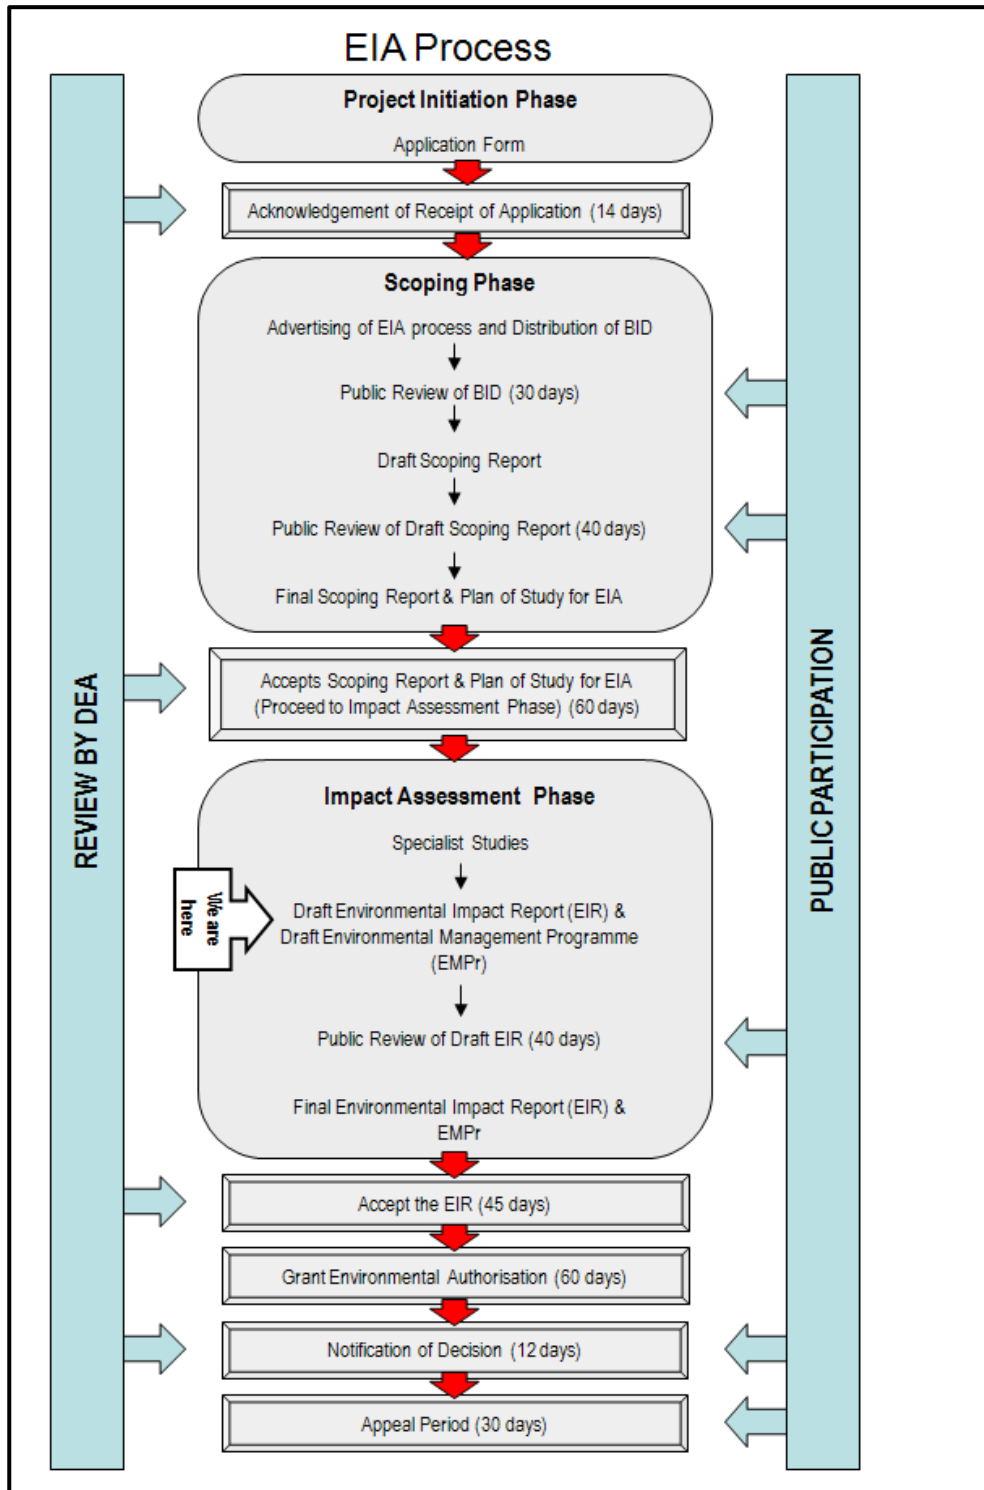 EIA Process
Project Initiation Phase
Application Form
Acknowledgement of Receipt of Application (14 days)
Scoping Phase
Advertising of EIA process and Distribution of BID
Public Review of BID (30 days)
Draft Scoping Report
Public Review of Draft Scoping Report (40 days)
Final Scoping Report & Plan of Study for EIA
Accepts Scoping Report & Plan of Study for EIA
(Proceed to Impact Assessment Phase) (60 days)
Impact Assessment Phase
Specialist Studies
We are
here
Draft Environmental Impact Report (EIR) &
Draft Environmental Management Programme
(EMPr)
Public Review of Draft EIR (40 days)
Final Environmental Impact Report (EIR) &
EMPr
Accept the EIR (45 days)
Grant Environmental Authorisation (60 days)
Notification of Decision (12 days)
Appeal Period (30 days)
REVIEW BY DEA
PUBLIC PARTICIPATION